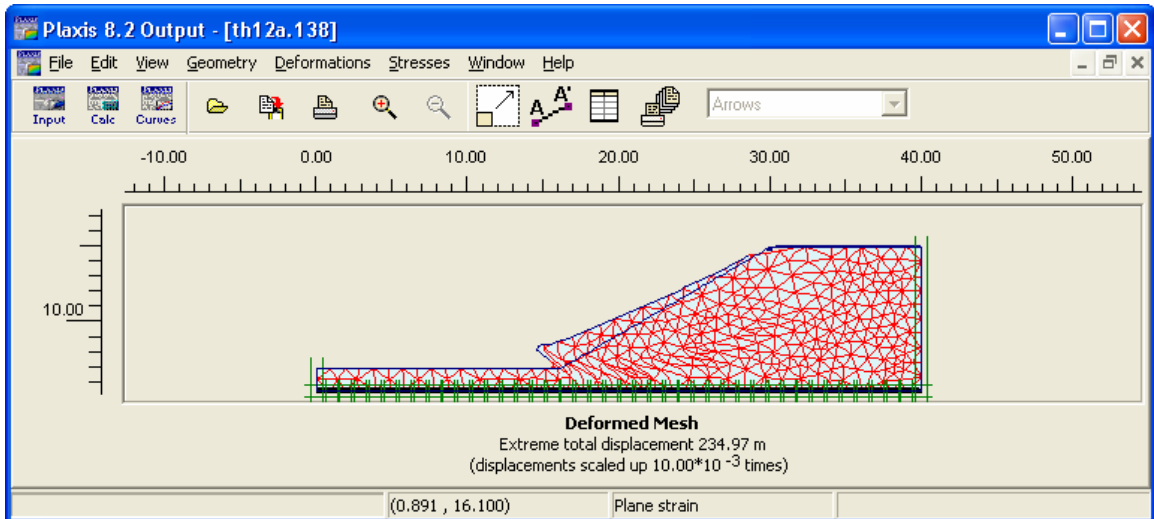 Plaxis 8.2 Output - [th12a.138]
File Edit View Geometry Deformations Stresses Window Help
Input Calc Curves A A' Arrows
-10.00 0.00 10.00 20.00 30.00 40.00 50.00
10.00
Deformed Mesh
Extreme total displacement 234.97 m
(displacements scaled up 10.00*10 -3 times)
(0.891 , 16.100) Plane strain